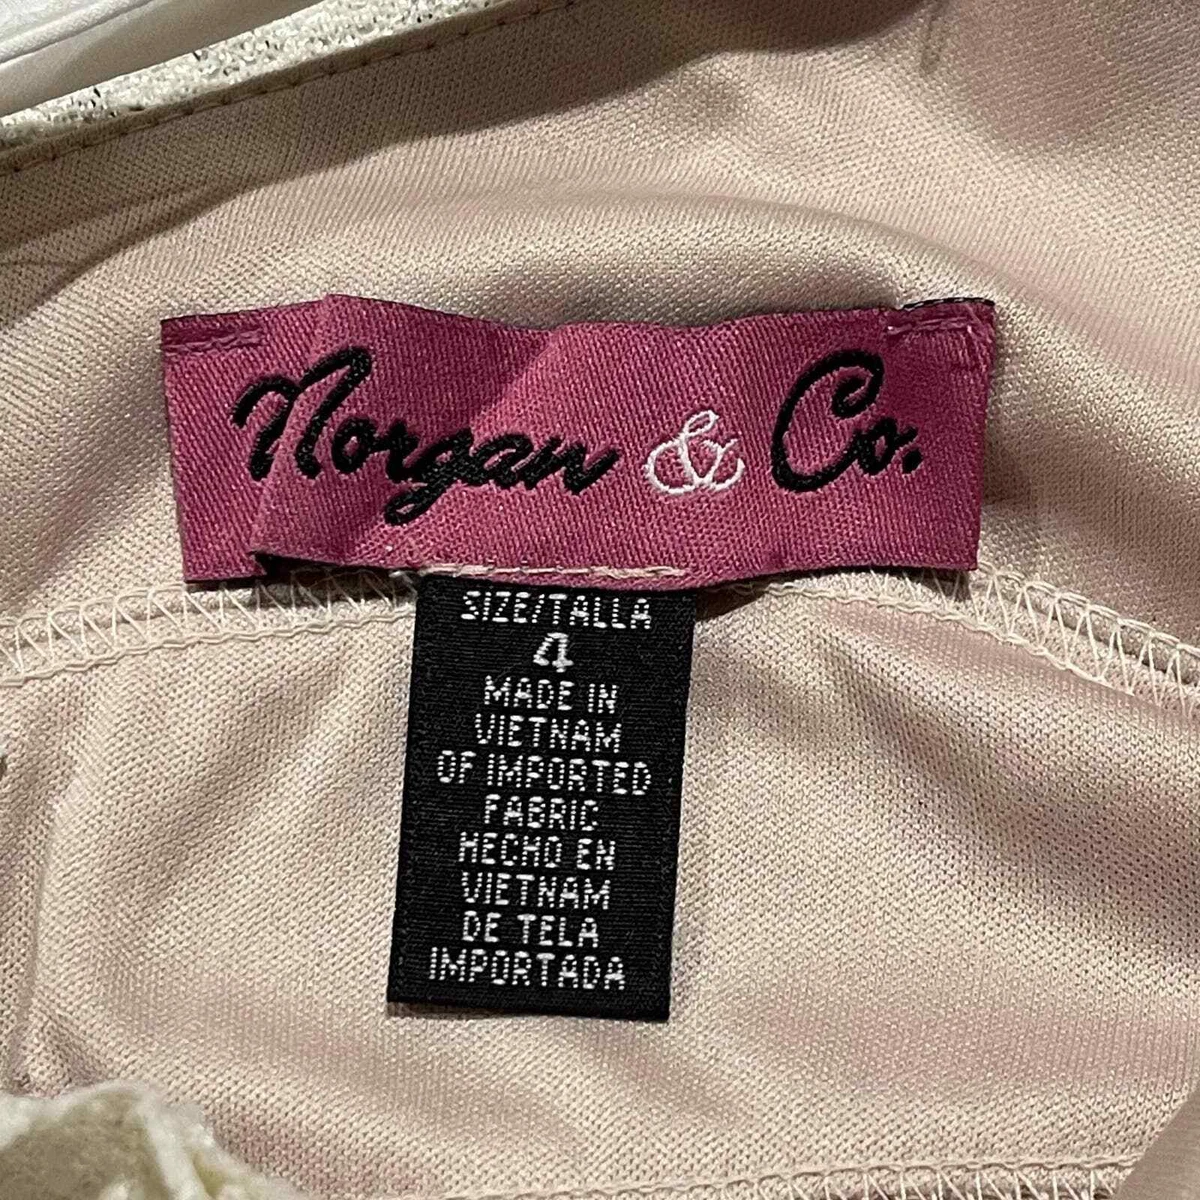 Morgan & Co.
SIZE/TALLA
4
MADE IN
VIETNAM
OF IMPORTED
FABRIC
HECHO EN
VIETNAM
DE TELA
IMPORTADA